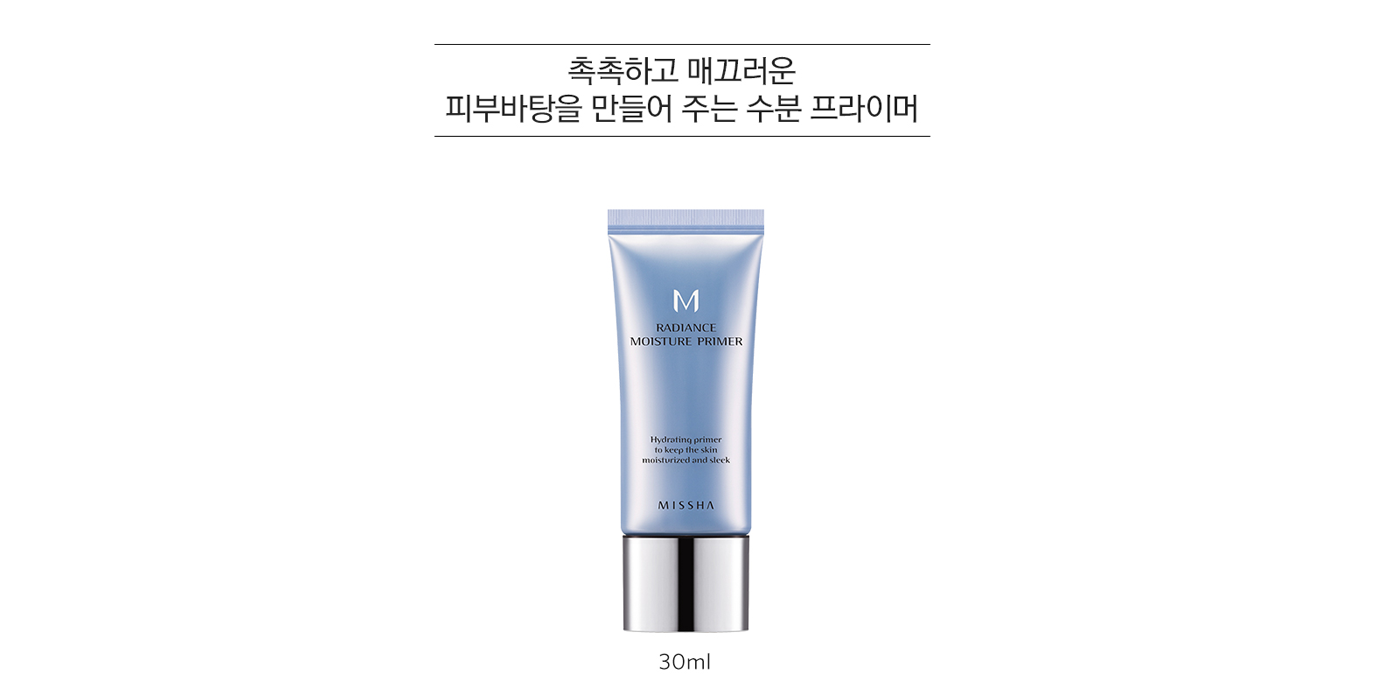 촉촉하고 매끄러운
피부바탕을 만들어 주는 수분 프라이머
M
RADIANCE
MOISTURE PRIMER
Hydrating primer
to keep the skin
moisturized and sleek
MISSHA
30ml